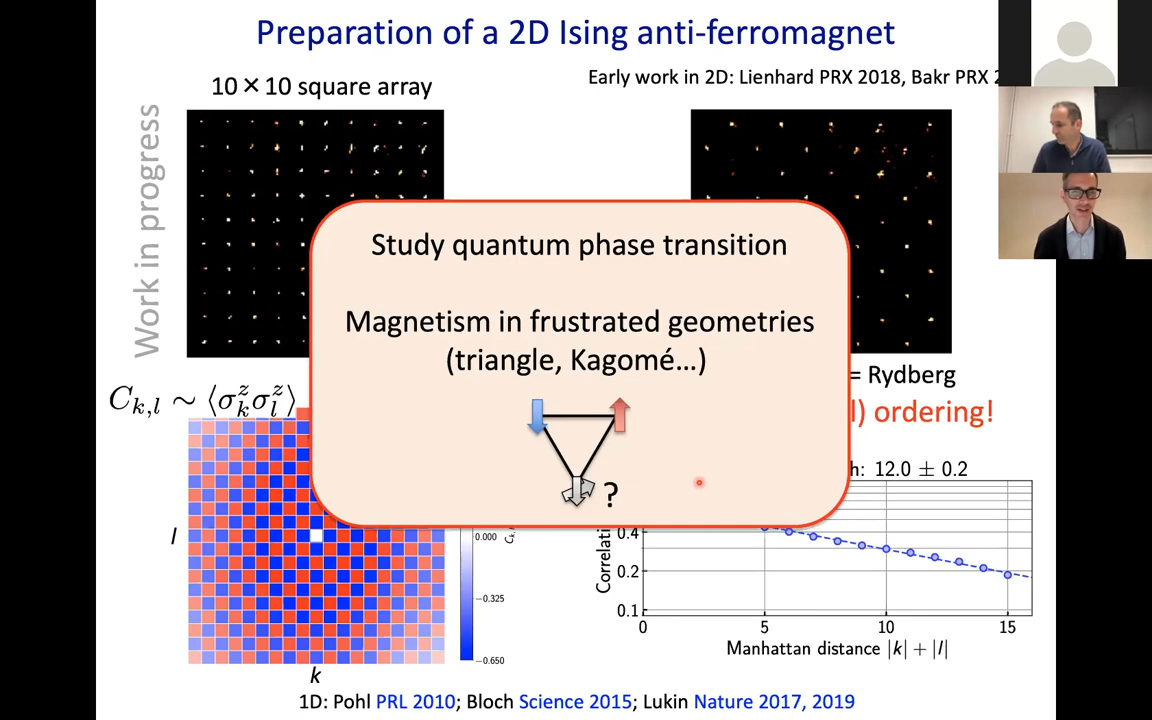 Preparation of a 2D Ising anti-ferromagnet
Early work in 2D: Lienhard PRX 2018, Bakr PRX
10 × 10 square array
Work in progress
Study quantum phase transition
Magnetism in frustrated geometries
(triangle, Kagomé...)
?
= Rydberg
ordering!
C_{k,l} ∼ ⟨σ^z_k σ^z_l⟩
12.0 ± 0.2
l
k
0.000
−0.325
−0.650
0.4
0.2
0.1
0
5
10
15
Manhattan distance |k| + |l|
1D: Pohl PRL 2010; Bloch Science 2015; Lukin Nature 2017, 2019